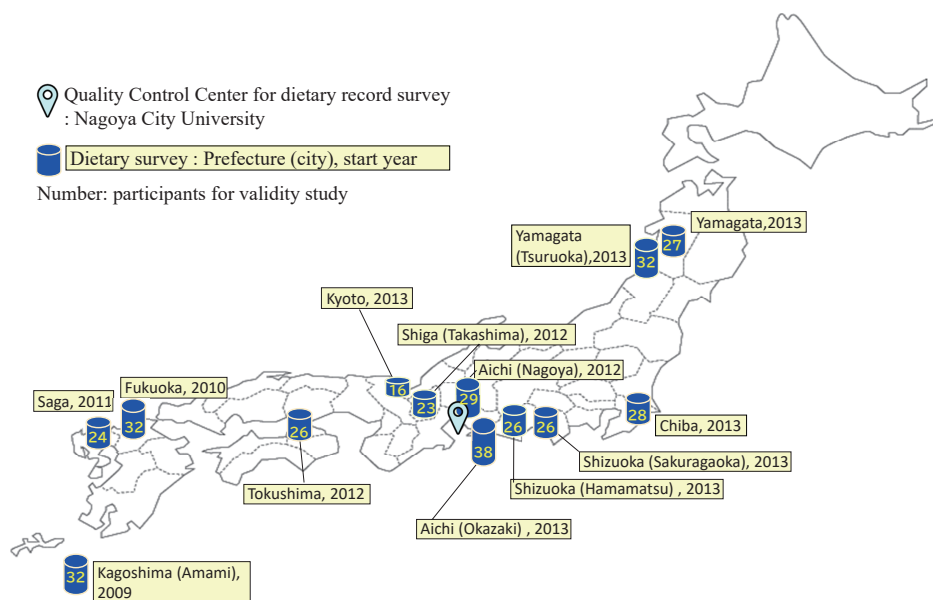 Quality Control Center for dietary record survey
: Nagoya City University
Dietary survey : Prefecture (city), start year
Number: participants for validity study
Yamagata,2013
27
Yamagata
(Tsuruoka),2013
32
Kyoto, 2013
16
Shiga (Takashima), 2012
23
Aichi (Nagoya), 2012
29
Saga, 2011
24
Fukuoka, 2010
32
26
Tokushima, 2012
38
Aichi (Okazaki) , 2013
26
Shizuoka (Hamamatsu) , 2013
26
Shizuoka (Sakuragaoka), 2013
28
Chiba, 2013
32
Kagoshima (Amami),
2009